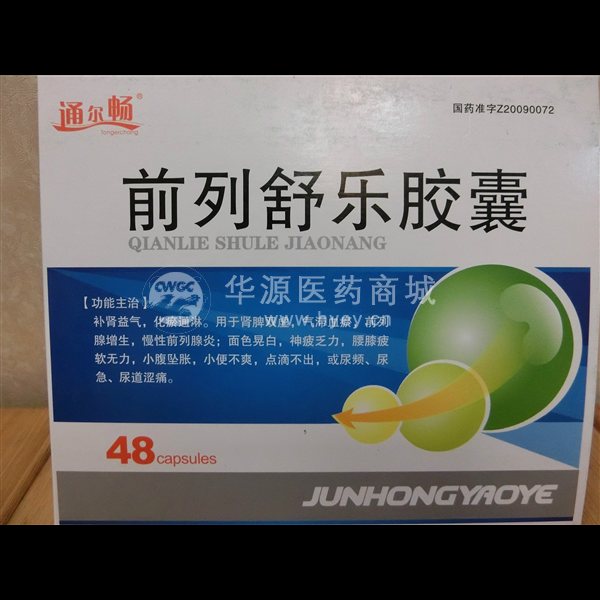 通尔畅®
Tongerchang
国药准字Z20090072
前列舒乐胶囊
QIANLIE SHULE JIAONANG
CWGC
华源医药商城
【功能主治】
补肾益气，化瘀通淋。用于肾脾双虚，气滞血瘀，前列
腺增生，慢性前列腺炎；面色晃白，神疲乏力，腰膝疲
软无力，小腹坠胀，小便不爽，点滴不出，或尿频、尿
急、尿道涩痛。
48capsules
JUNHONGYAOYE